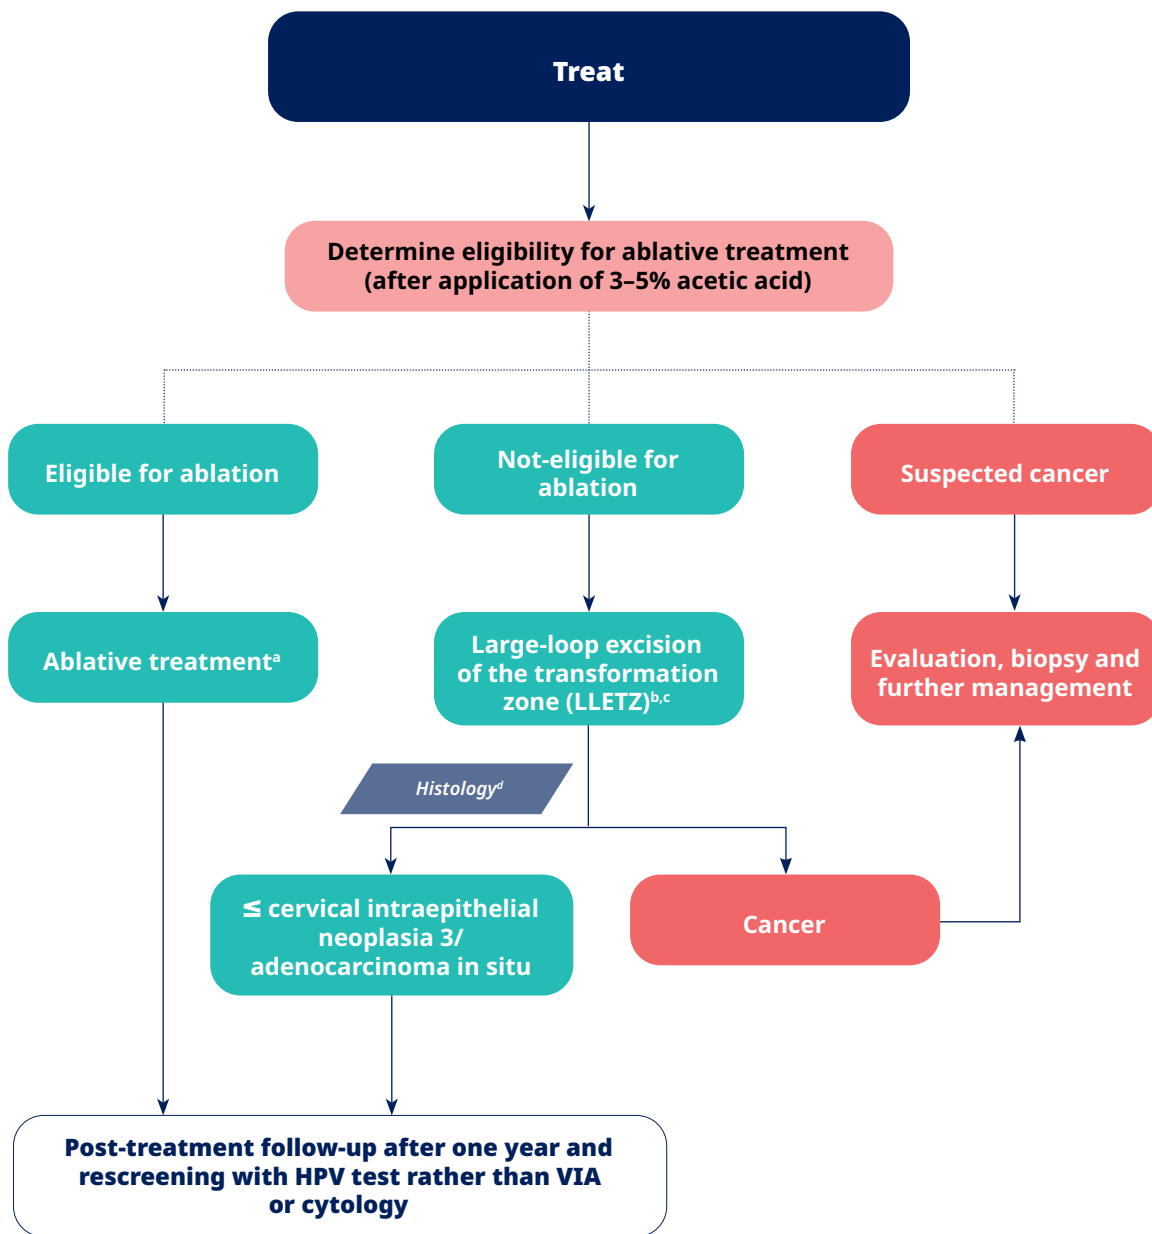 Treat
Determine eligibility for ablative treatment
(after application of 3–5% acetic acid)
Eligible for ablation
Not-eligible for
ablation
Suspected cancer
Ablative treatmentᵃ
Large-loop excision
of the transformation
zone (LLETZ)ᵇ,ᶜ
Evaluation, biopsy and
further management
Histologyᵈ
≤ cervical intraepithelial
neoplasia 3/
adenocarcinoma in situ
Cancer
Post-treatment follow-up after one year and
rescreening with HPV test rather than VIA
or cytology